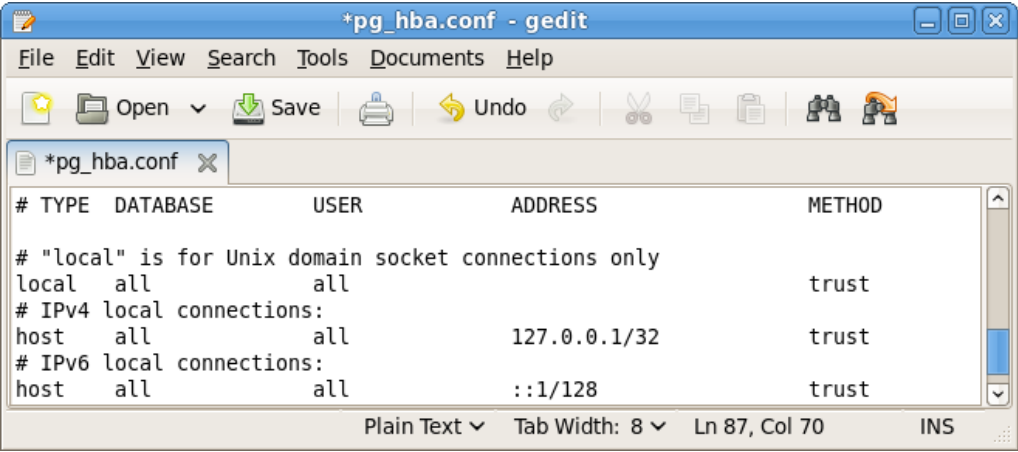 *pg_hba.conf - gedit
File Edit View Search Tools Documents Help
Open Save Undo
*pg_hba.conf
# TYPE  DATABASE        USER            ADDRESS                 METHOD
# "local" is for Unix domain socket connections only
local   all             all                                     trust
# IPv4 local connections:
host    all             all             127.0.0.1/32            trust
# IPv6 local connections:
host    all             all             ::1/128                 trust
Plain Text Tab Width: 8 Ln 87, Col 70 INS